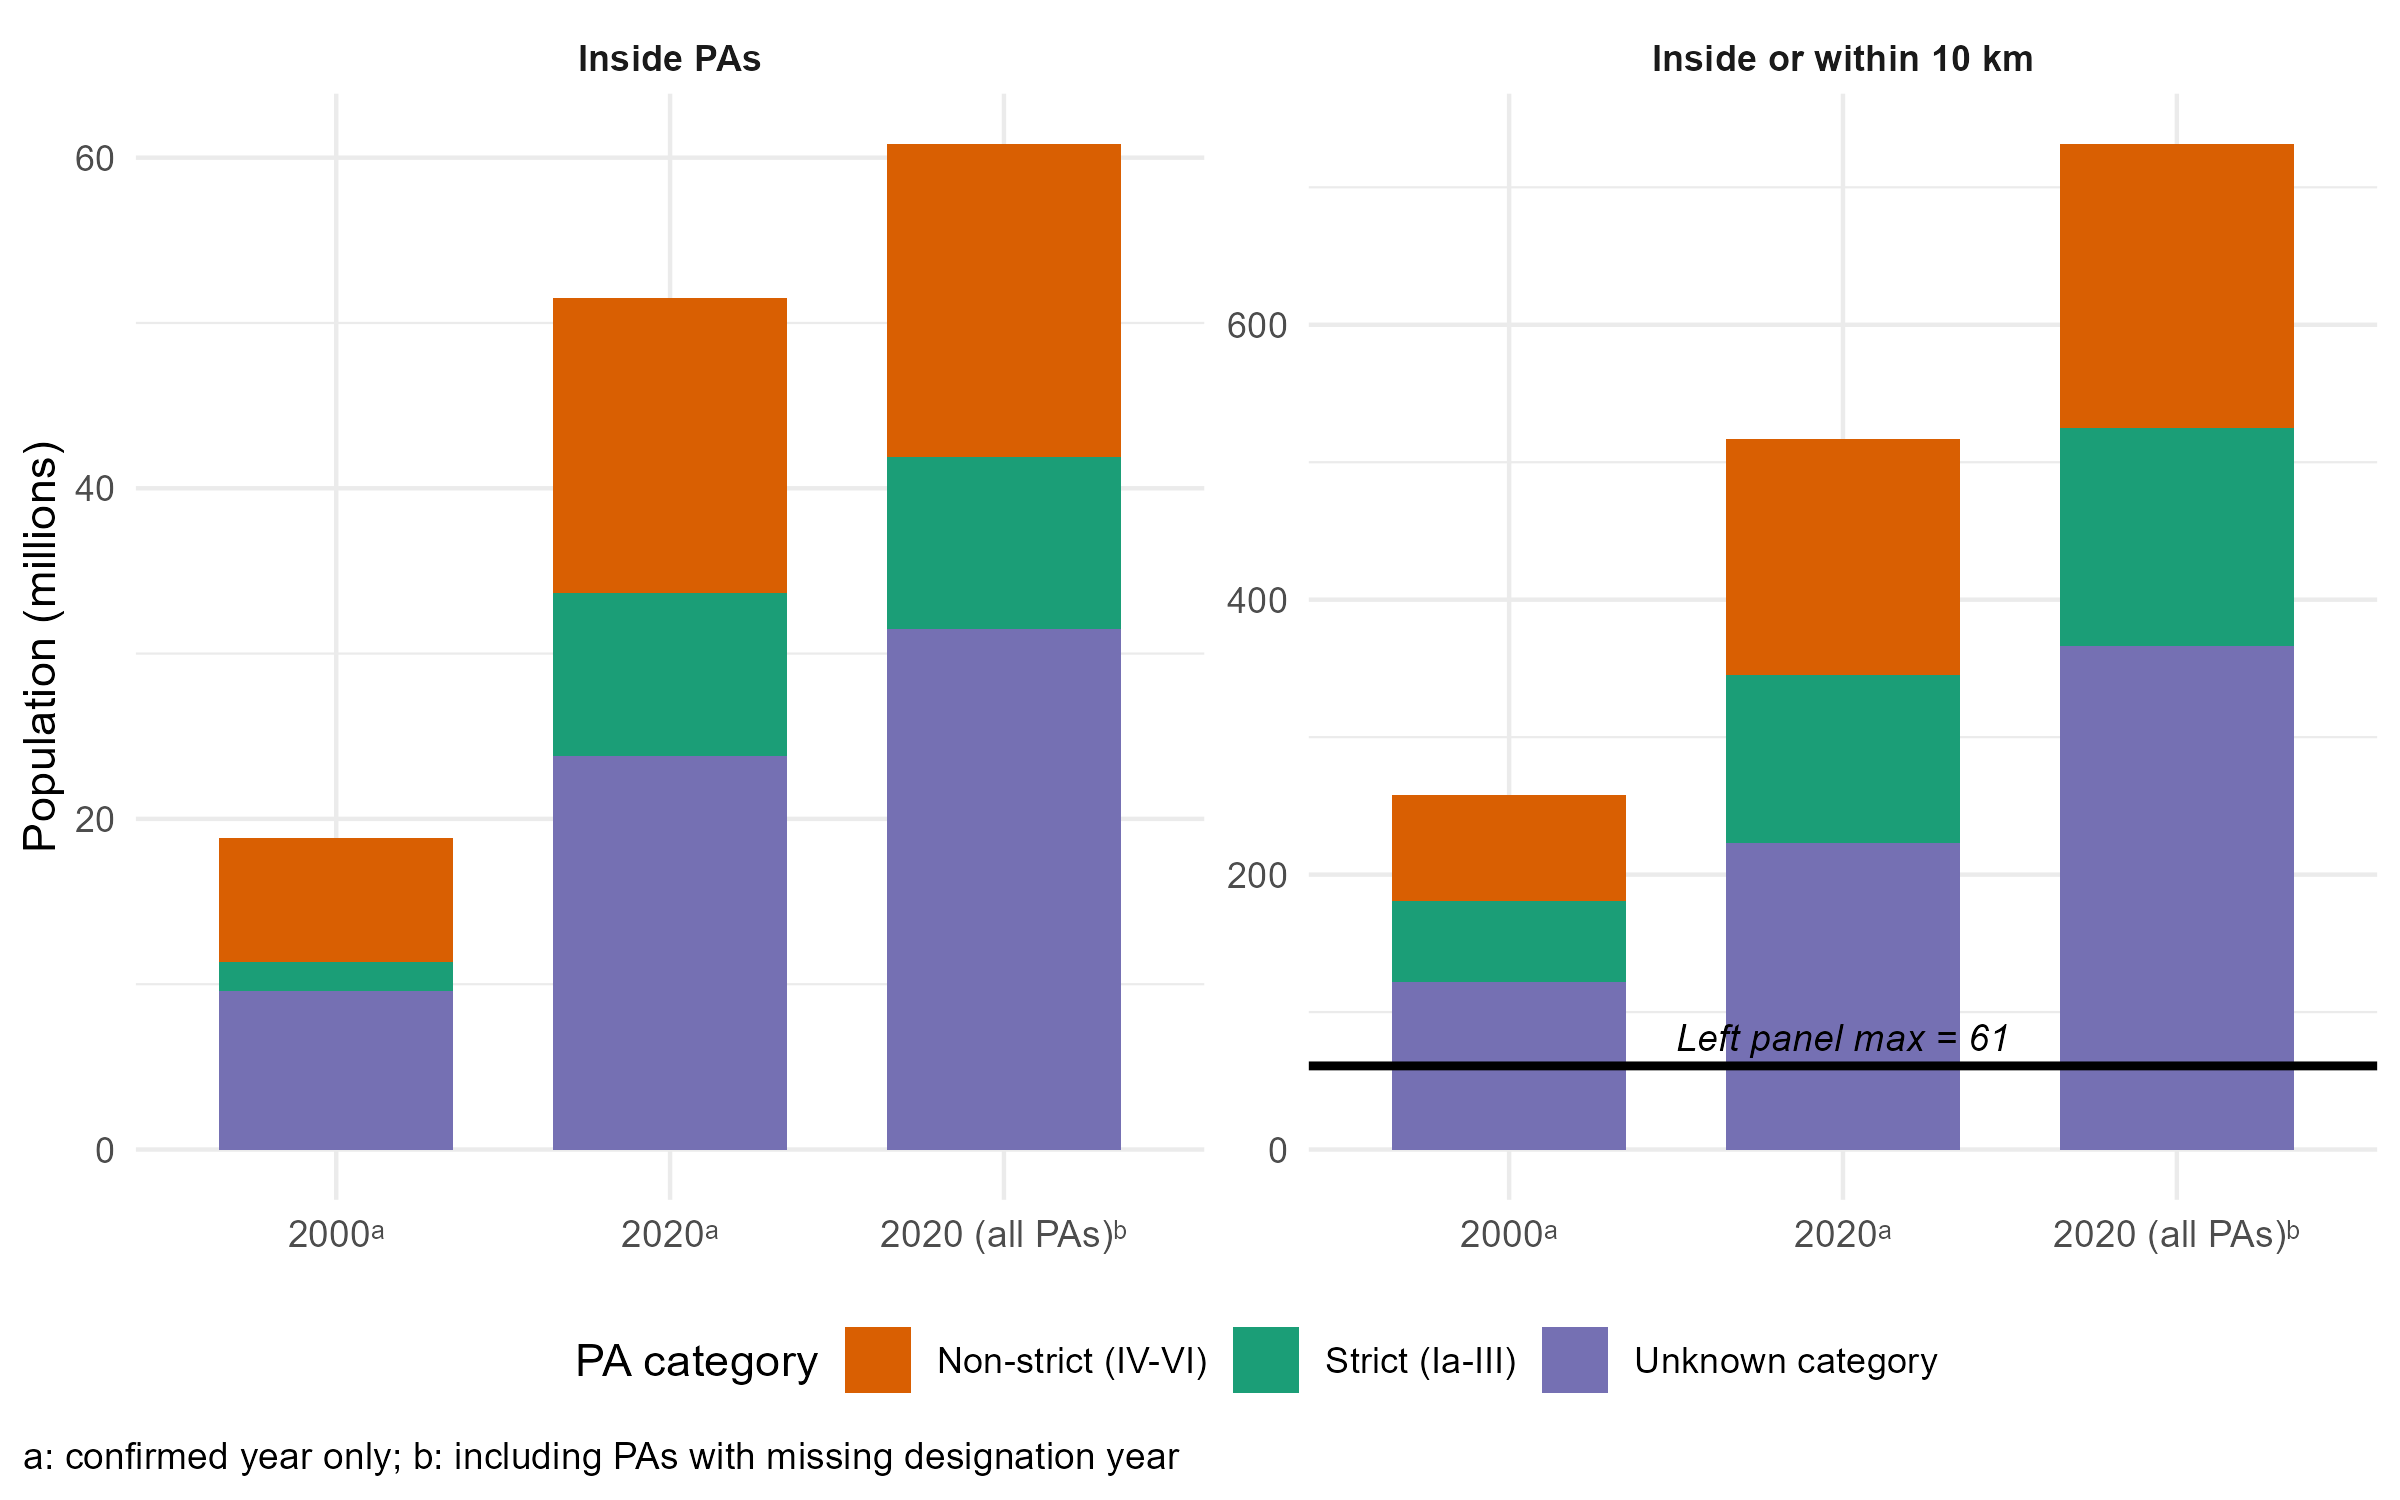 Inside PAs
Inside or within 10 km
Population (millions)
60
40
20
0
600
400
200
0
Left panel max = 61
2000ᵃ
2020ᵃ
2020 (all PAs)ᵇ
2000ᵃ
2020ᵃ
2020 (all PAs)ᵇ
PA category
Non-strict (IV-VI)
Strict (Ia-III)
Unknown category
a: confirmed year only; b: including PAs with missing designation year